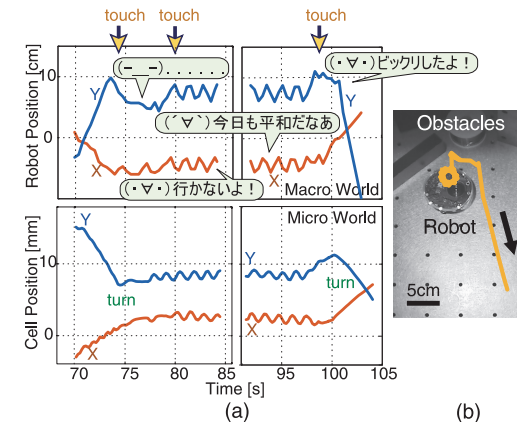 touch touch touch
Robot Position [cm]
10
0
Y
X
(－ ＿－) . . . . . .
(´∀`)今日も平和だなあ
(・∀・)行かないよ！
(・∀・)ビックリしたよ！
Macro World
Cell Position [mm]
10
0
Y
X
turn
Micro World
Y
X
turn
70 75 80 85
95 100 105
Time [s]
(a)
Obstacles
Robot
5cm
(b)